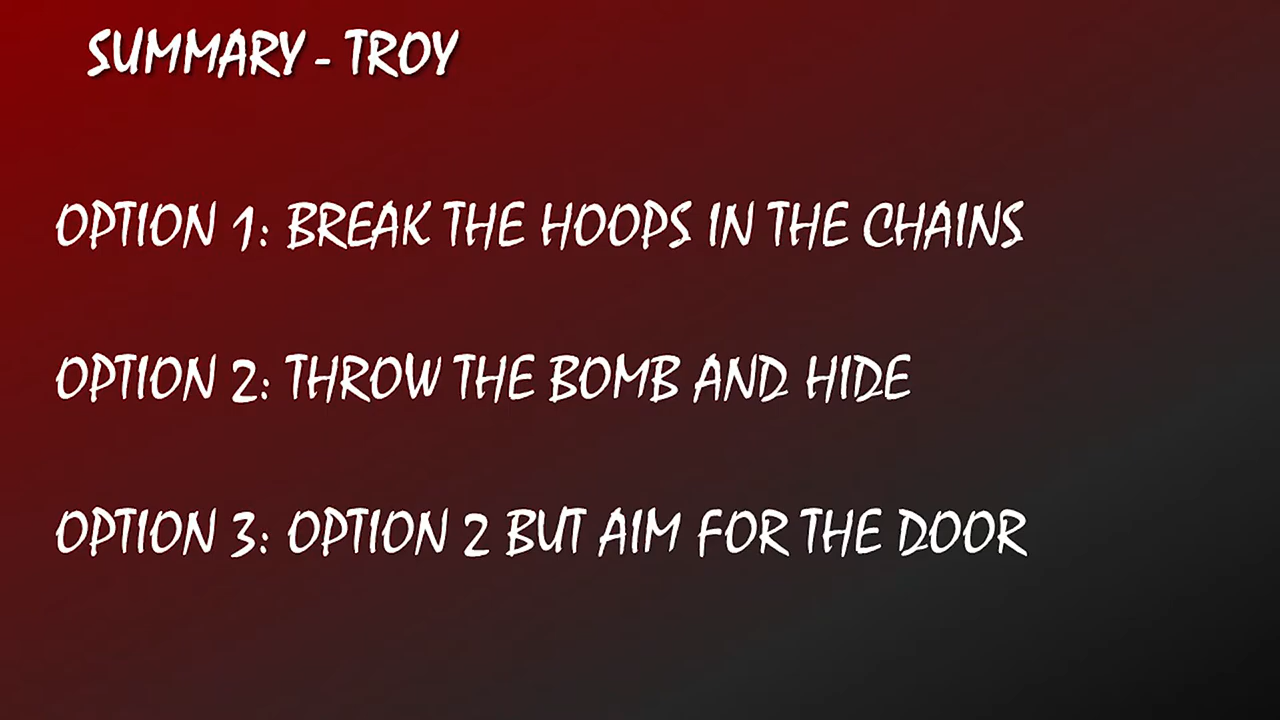 SUMMARY - TROY
OPTION 1: BREAK THE HOOPS IN THE CHAINS
OPTION 2: THROW THE BOMB AND HIDE
OPTION 3: OPTION 2 BUT AIM FOR THE DOOR